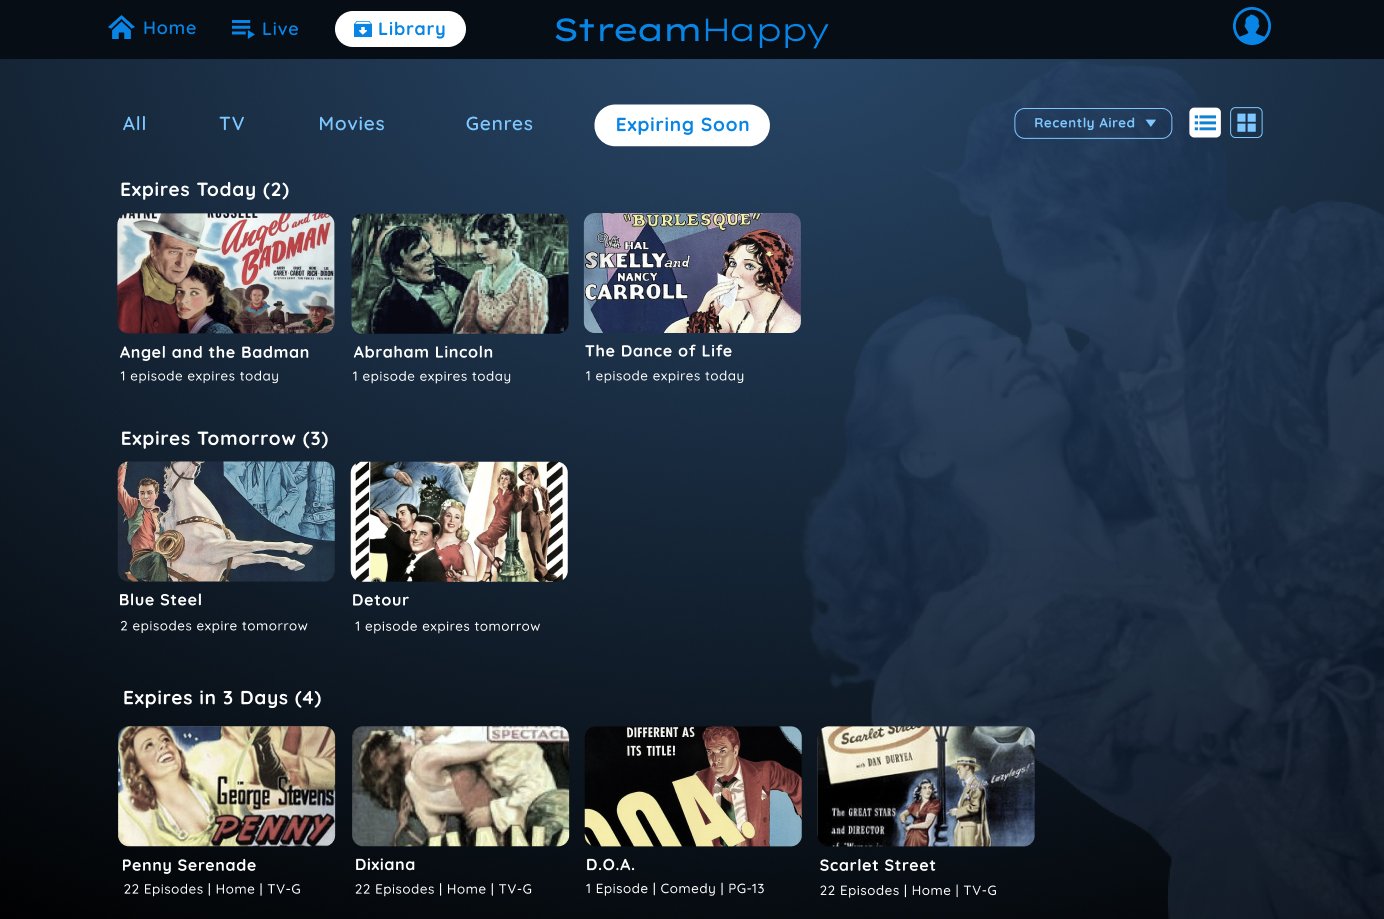 Home
Live
Library
StreamHappy
All
TV
Movies
Genres
Expiring Soon
Recently Aired
Expires Today (2)
WAYNE RUSSELL
Angel and the
BADMAN
"BURLESQUE"
With HAL
SKELLY and
NANCY
CARROLL
Angel and the Badman
1 episode expires today
Abraham Lincoln
1 episode expires today
The Dance of Life
1 episode expires today
Expires Tomorrow (3)
Blue Steel
2 episodes expire tomorrow
Detour
1 episode expires tomorrow
Expires in 3 Days (4)
George Stevens
PENNY
SPECTACL
DIFFERENT AS
ITS TITLE!
D.O.A.
Scarlet Street
with DAN DURYEA
The GREAT STARS
and DIRECTOR
Penny Serenade
22 Episodes | Home | TV-G
Dixiana
22 Episodes | Home | TV-G
D.O.A.
1 Episode | Comedy | PG-13
Scarlet Street
22 Episodes | Home | TV-G